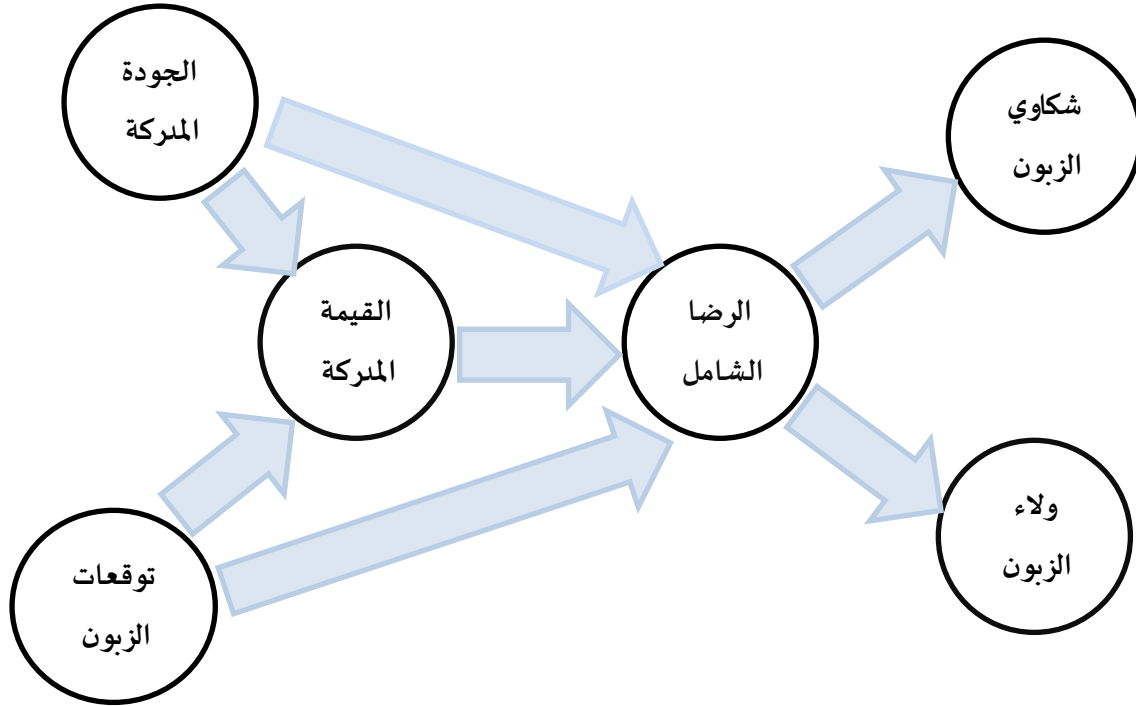 الجودة
المدركة
شكاوي
الزبون
القيمة
المدركة
الرضا
الشامل
توقعات
الزبون
ولاء
الزبون